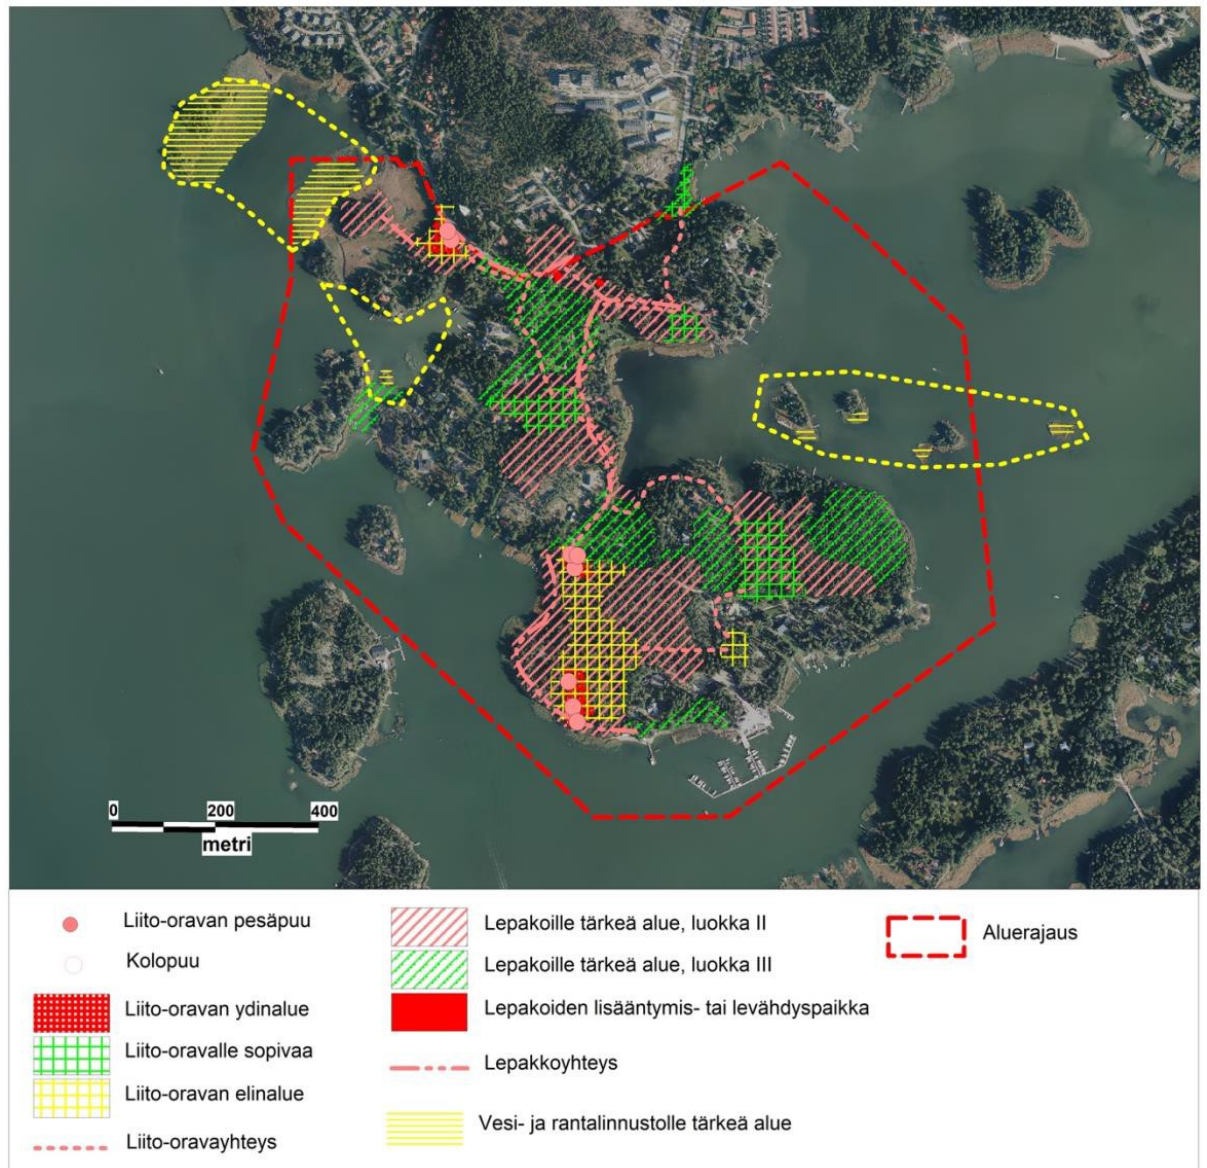 0 200 400
metri
Liito-oravan pesäpuu
Kolopuu
Liito-oravan ydinalue
Liito-oravalle sopivaa
Liito-oravan elinalue
Liito-oravayhteys
Lepakoille tärkeä alue, luokka II
Lepakoille tärkeä alue, luokka III
Lepakoiden lisääntymis- tai levähdyspaikka
Lepakkoyhteys
Vesi- ja rantalinnustolle tärkeä alue
Aluerajaus